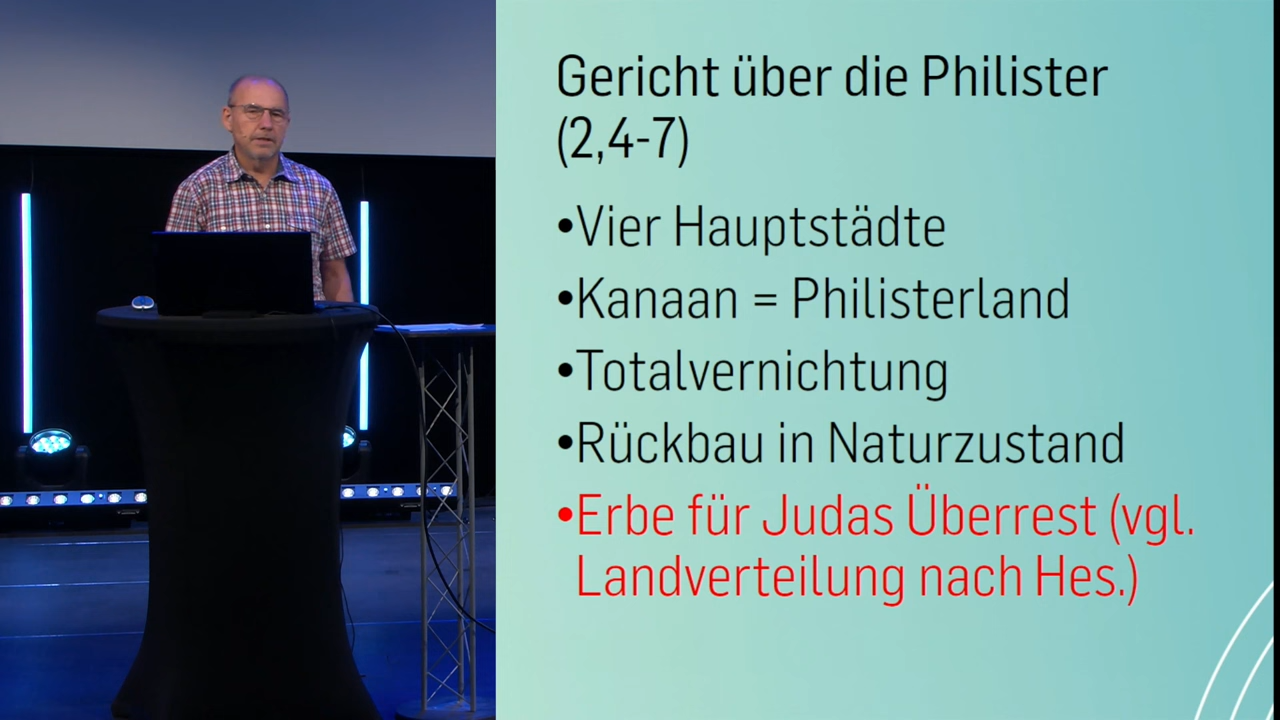 Gericht über die Philister
(2,4-7)
•Vier Hauptstädte
•Kanaan = Philisterland
•Totalvernichtung
•Rückbau in Naturzustand
•Erbe für Judas Überrest (vgl.
Landverteilung nach Hes.)